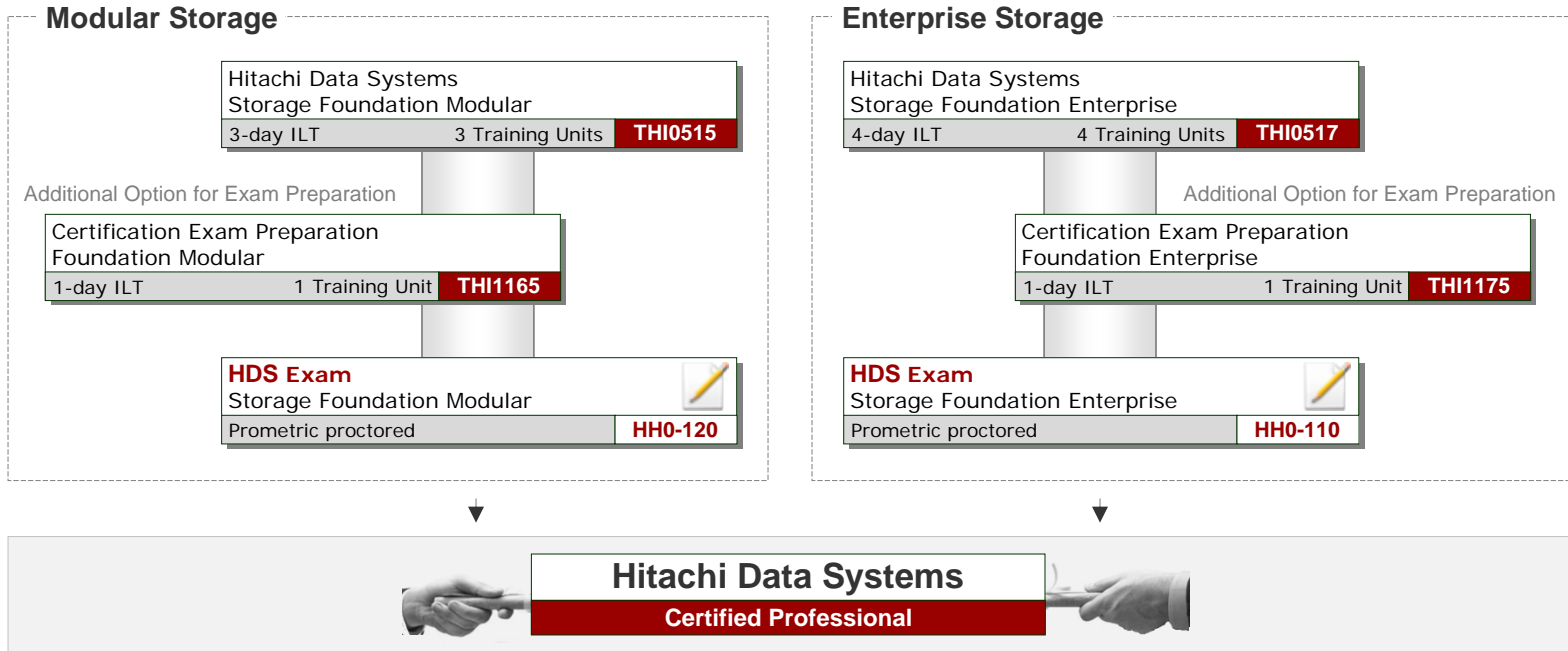 Modular Storage
Hitachi Data Systems
Storage Foundation Modular
3-day ILT 3 Training Units THI0515
Additional Option for Exam Preparation
Certification Exam Preparation
Foundation Modular
1-day ILT 1 Training Unit THI1165
HDS Exam
Storage Foundation Modular
Prometric proctored HH0-120
Enterprise Storage
Hitachi Data Systems
Storage Foundation Enterprise
4-day ILT 4 Training Units THI0517
Additional Option for Exam Preparation
Certification Exam Preparation
Foundation Enterprise
1-day ILT 1 Training Unit THI1175
HDS Exam
Storage Foundation Enterprise
Prometric proctored HH0-110
Hitachi Data Systems
Certified Professional